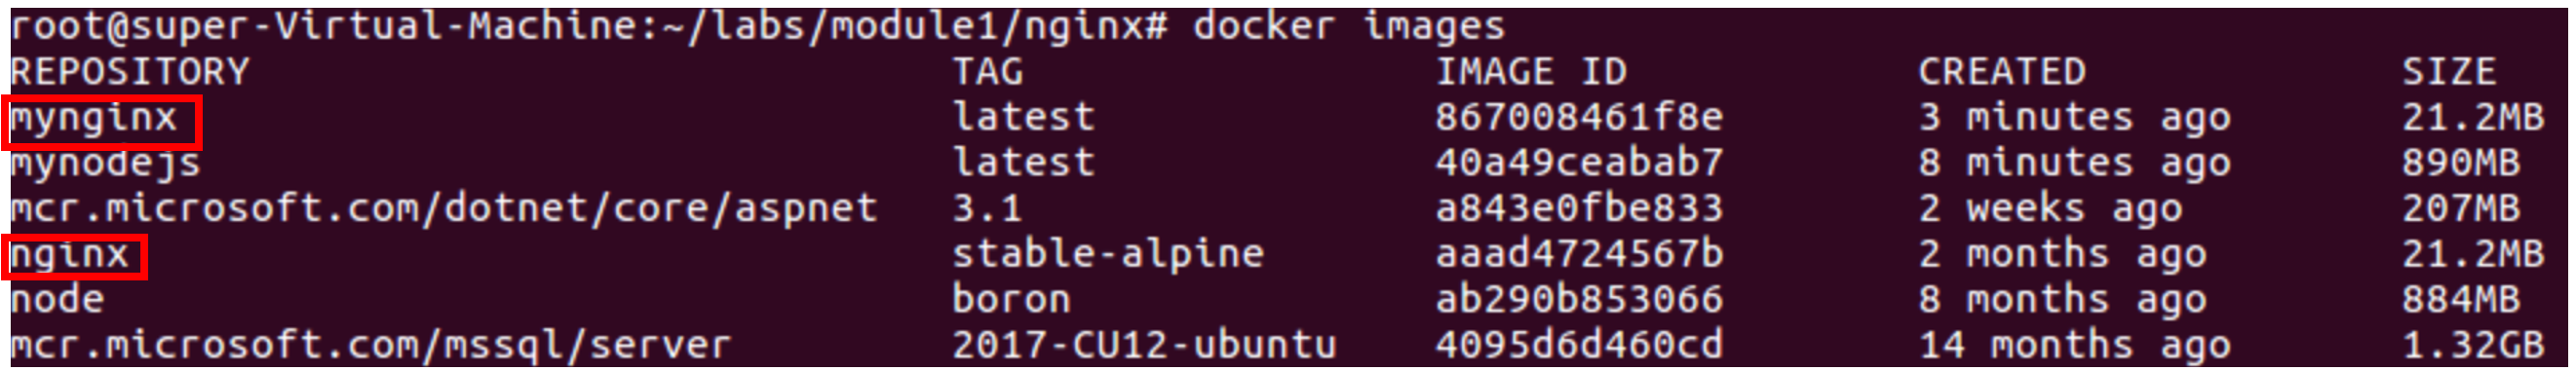 root@super-Virtual-Machine:~/labs/module1/nginx# docker images
REPOSITORY TAG IMAGE ID CREATED SIZE
mynginx latest 867008461f8e 3 minutes ago 21.2MB
mynodejs latest 40a49ceabab7 8 minutes ago 890MB
mcr.microsoft.com/dotnet/core/aspnet 3.1 a843e0fbe833 2 weeks ago 207MB
nginx stable-alpine aaad4724567b 2 months ago 21.2MB
node boron ab290b853066 8 months ago 884MB
mcr.microsoft.com/mssql/server 2017-CU12-ubuntu 4095d6d460cd 14 months ago 1.32GB